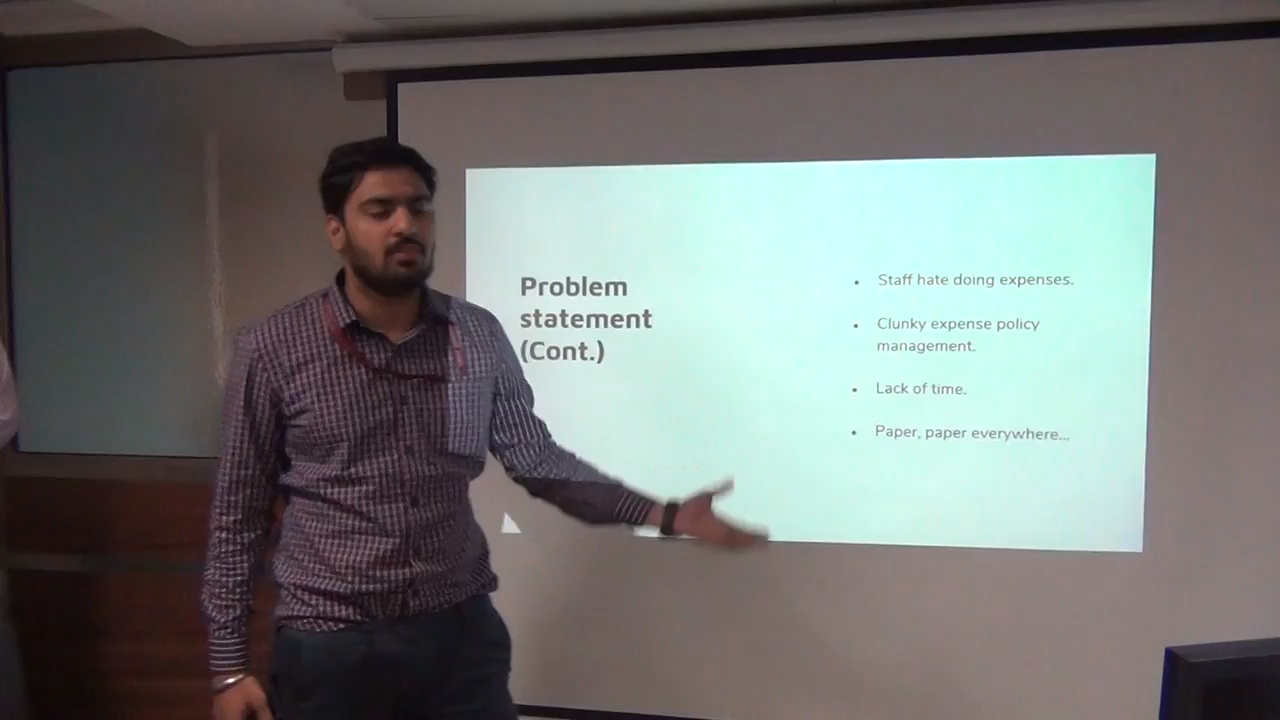 Problem
statement
(Cont.)
• Staff hate doing expenses.
• Clunky expense policy
management.
• Lack of time.
• Paper, paper everywhere...